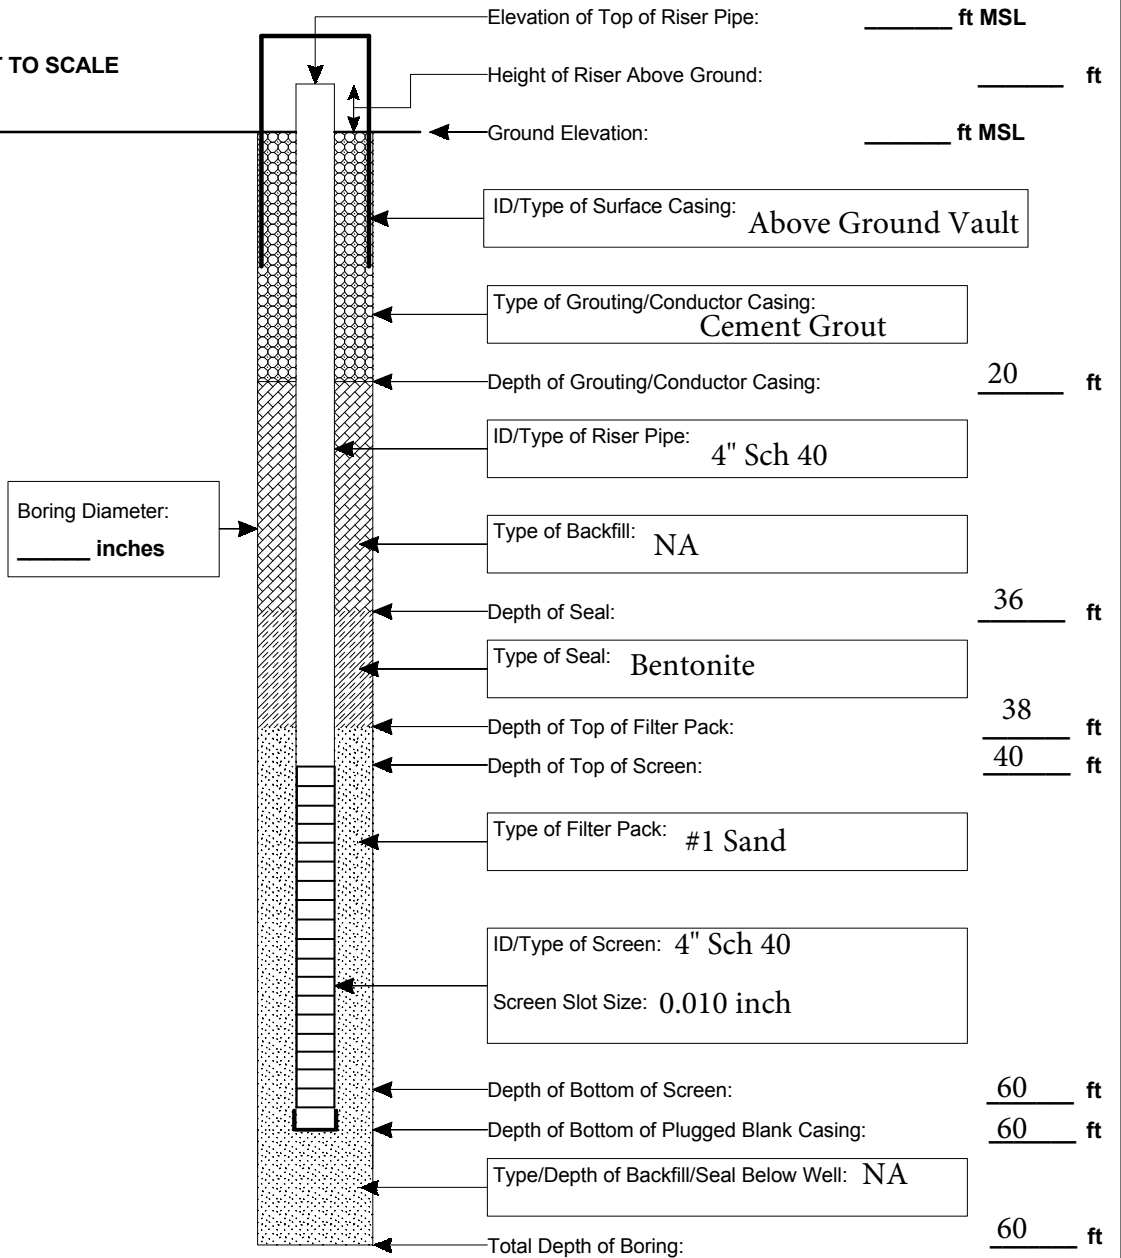 Elevation of Top of Riser Pipe: _______ ft MSL
T TO SCALE
Height of Riser Above Ground: _______ ft
Ground Elevation: _______ ft MSL
ID/Type of Surface Casing: Above Ground Vault
Type of Grouting/Conductor Casing:
Cement Grout
Depth of Grouting/Conductor Casing: 20 ft
ID/Type of Riser Pipe: 4" Sch 40
Boring Diameter:
______ inches
Type of Backfill: NA
Depth of Seal: 36 ft
Type of Seal: Bentonite
Depth of Top of Filter Pack: 38 ft
Depth of Top of Screen: 40 ft
Type of Filter Pack: #1 Sand
ID/Type of Screen: 4" Sch 40
Screen Slot Size: 0.010 inch
Depth of Bottom of Screen: 60 ft
Depth of Bottom of Plugged Blank Casing: 60 ft
Type/Depth of Backfill/Seal Below Well: NA
Total Depth of Boring: 60 ft